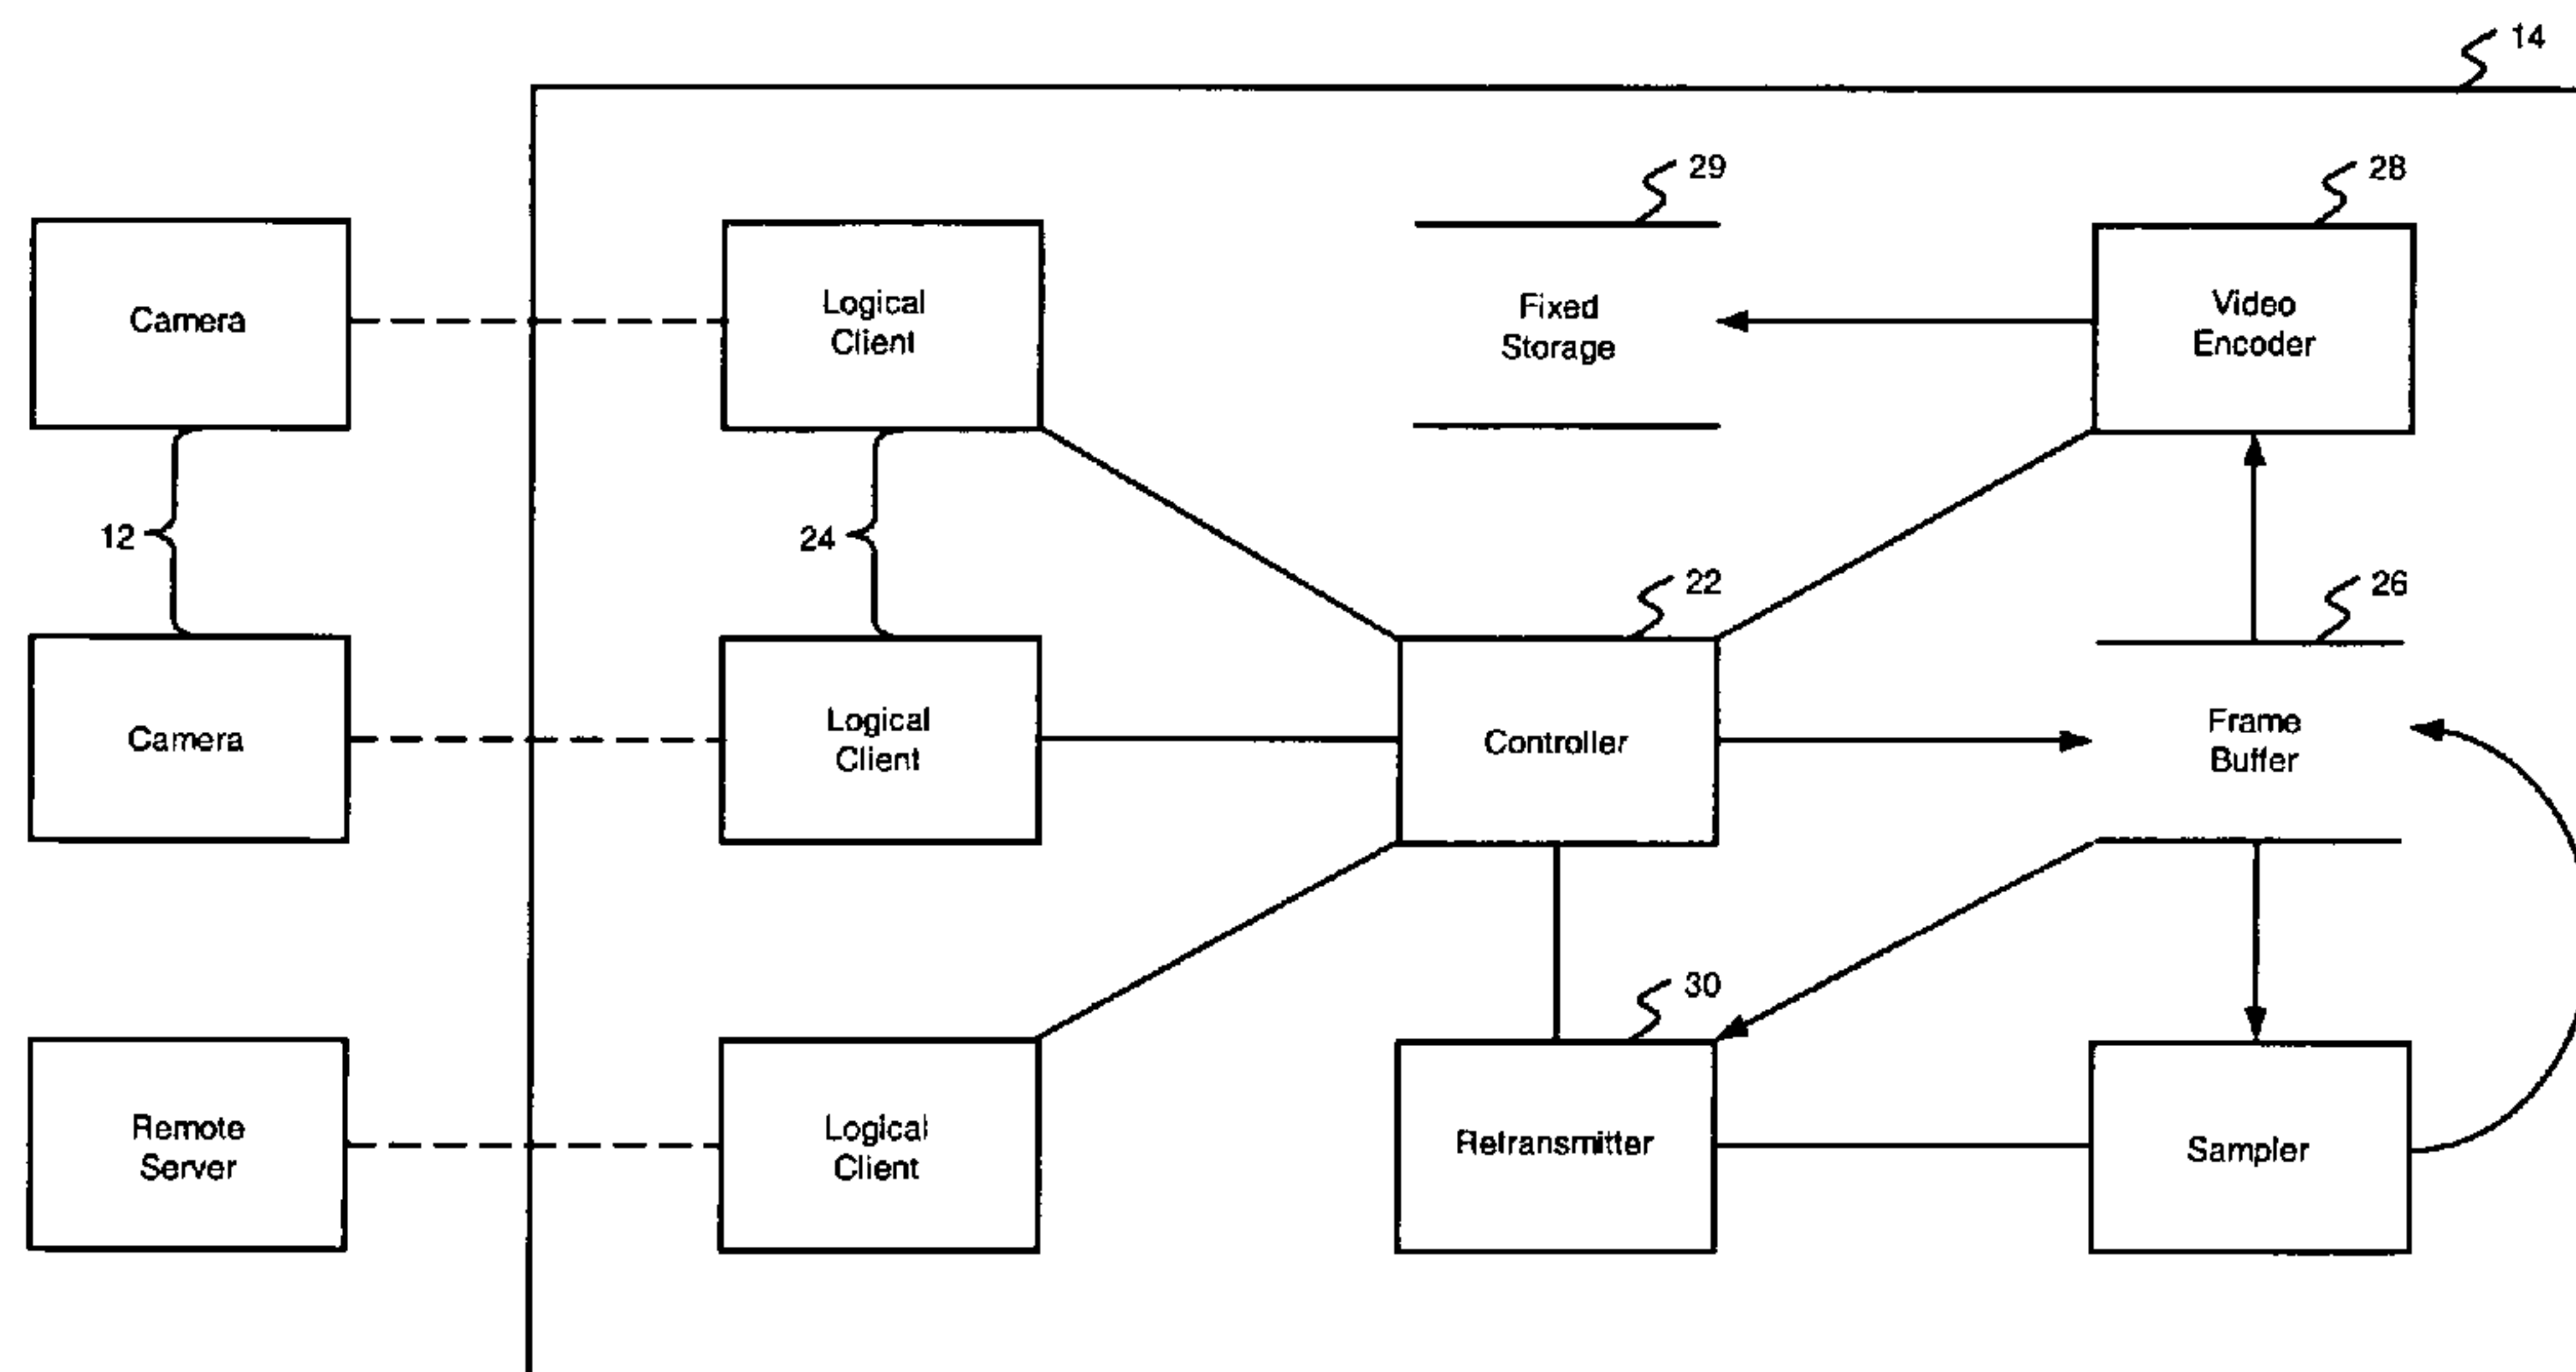 14
29
28
Camera
Logical
Client
Fixed
Storage
Video
Encoder
12
24
22
26
Camera
Logical
Client
Controller
Frame
Buffer
30
Remote
Server
Logical
Client
Retransmitter
Sampler